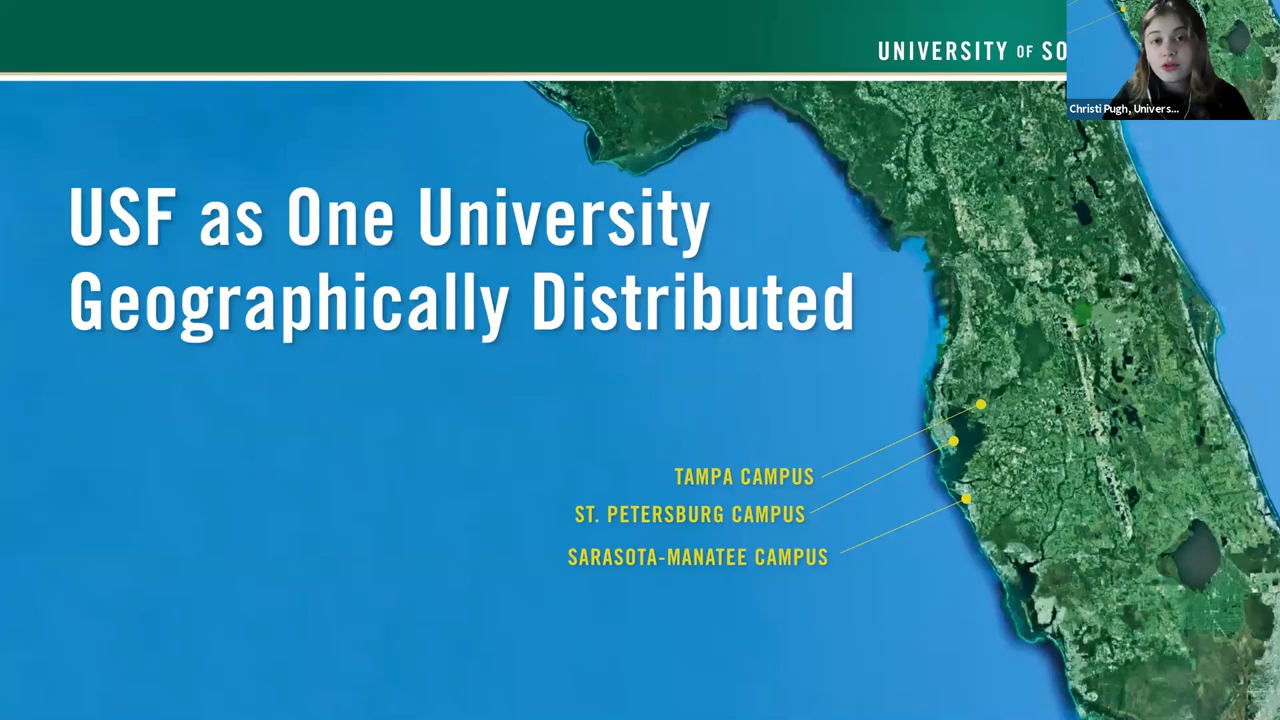 UNIVERSITY OF SO
Christi Pugh, Univers...
USF as One University
Geographically Distributed
TAMPA CAMPUS
ST. PETERSBURG CAMPUS
SARASOTA-MANATEE CAMPUS